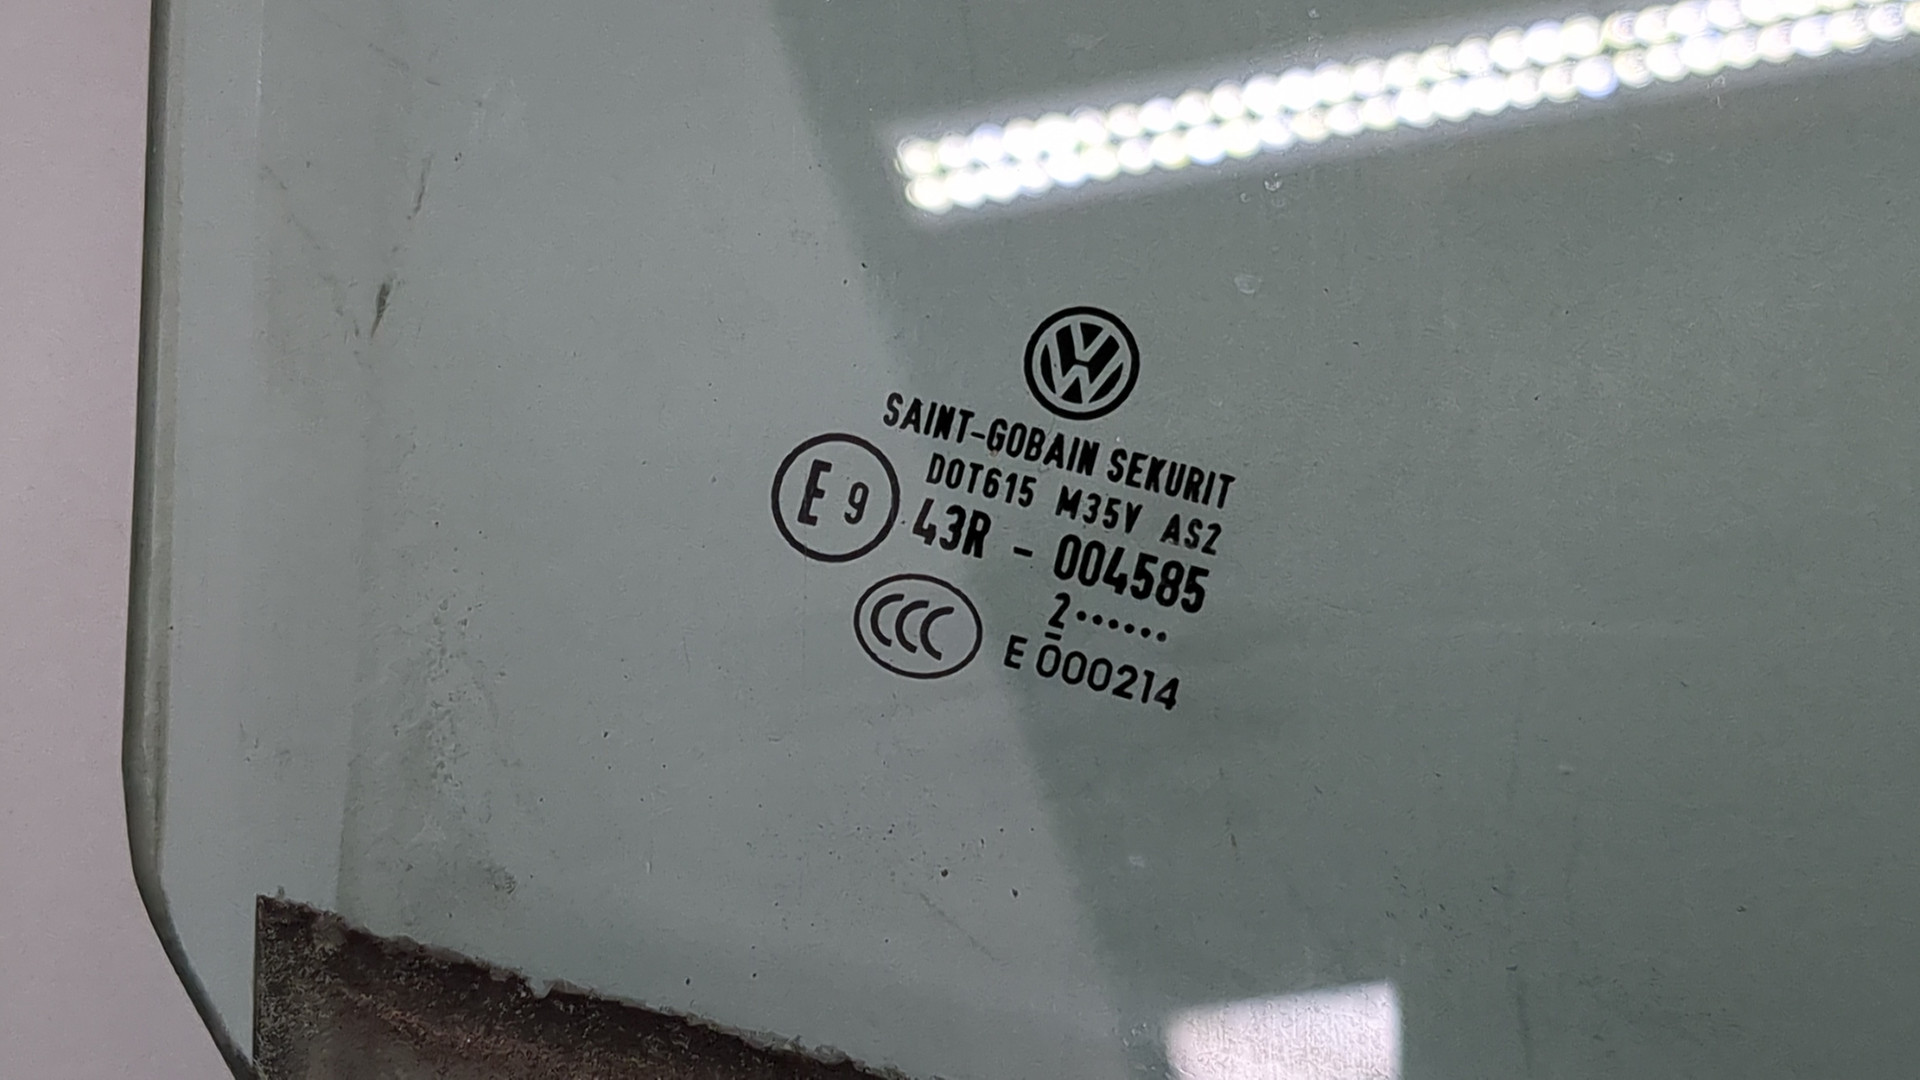 SAINT-GOBAIN SEKURIT
DOT615 M35V AS2
E 9 43R - 004585
2......
CCC E 000214